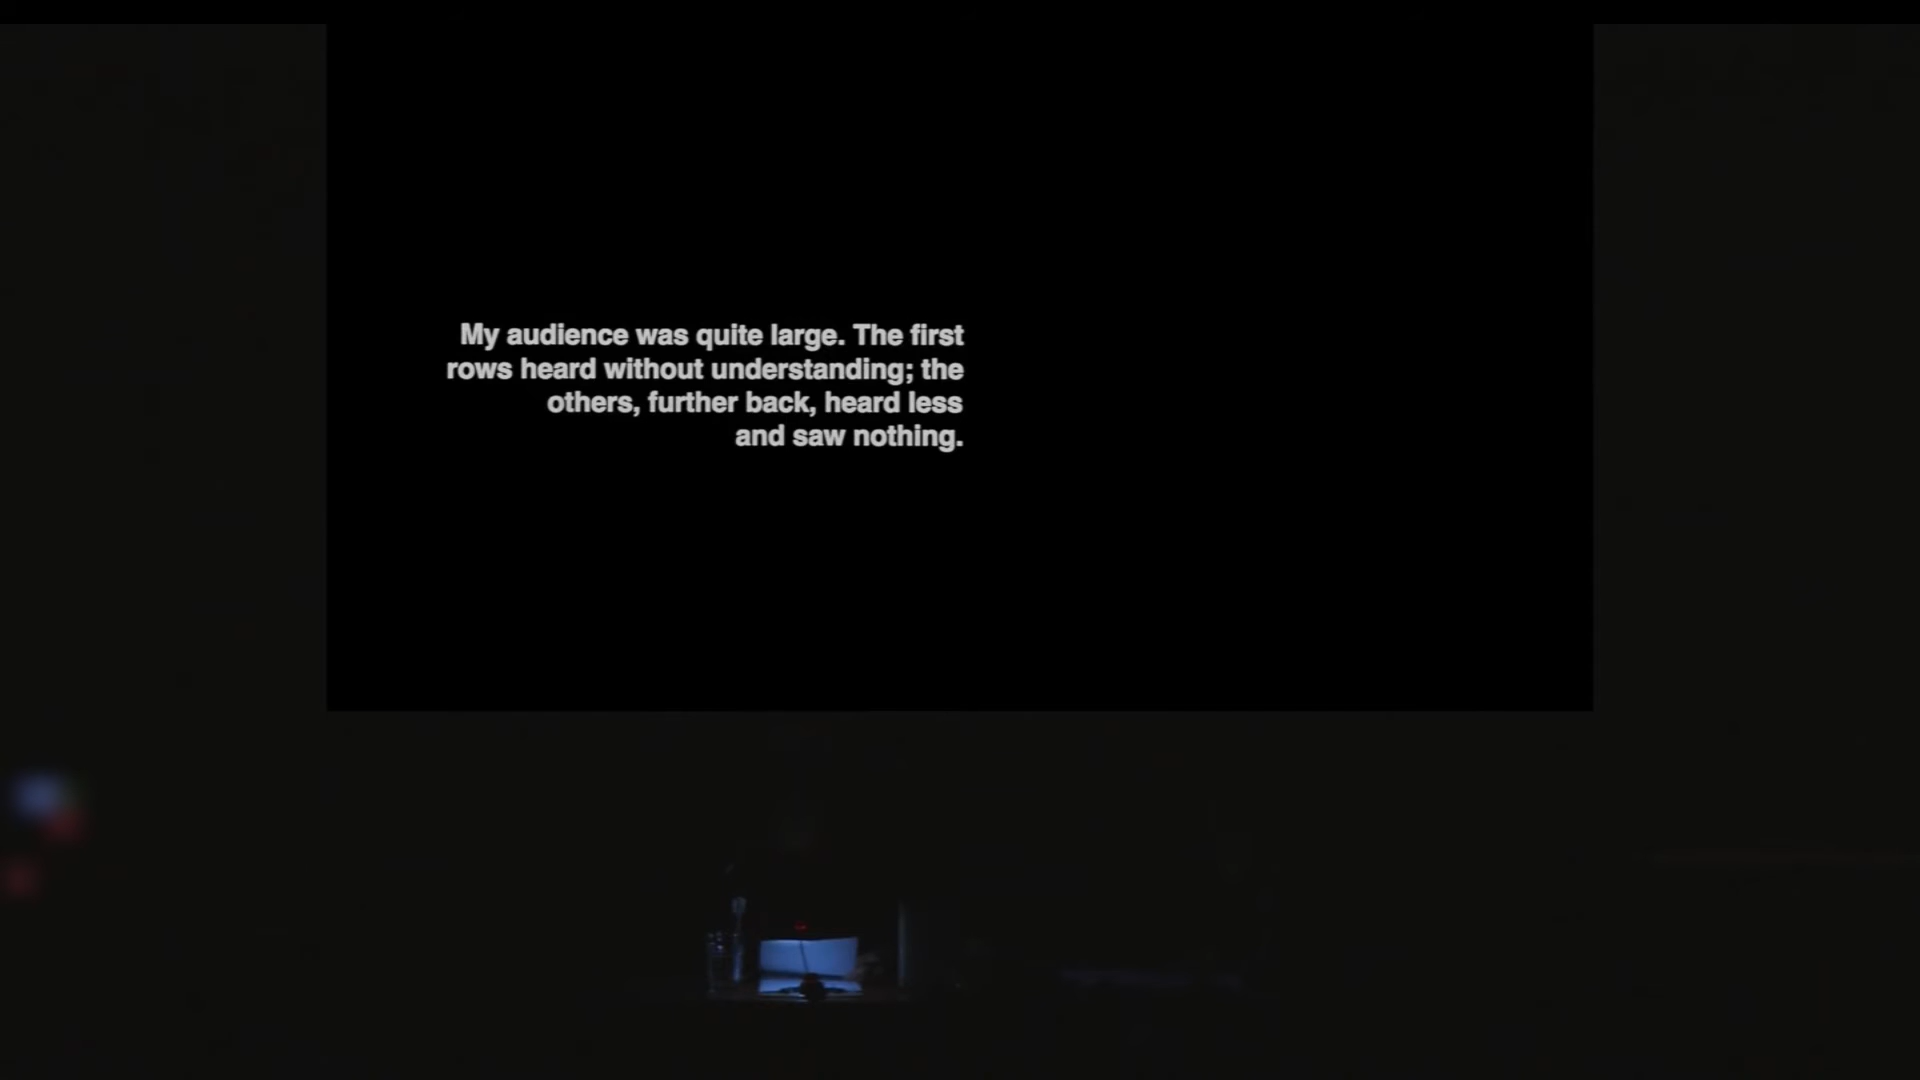 My audience was quite large. The first
rows heard without understanding; the
others, further back, heard less
and saw nothing.